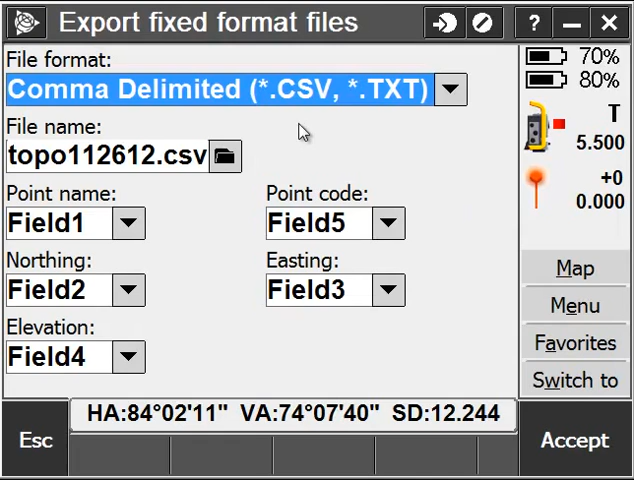 Export fixed format files
?
File format:
Comma Delimited (*.CSV, *.TXT)
70%
80%
File name:
topo112612.csv
T
5.500
Point name:
Point code:
Field1
Field5
+0
0.000
Northing:
Easting:
Field2
Field3
Elevation:
Field4
Map
Menu
Favorites
Switch to
HA:84°02'11" VA:74°07'40" SD:12.244
Esc
Accept